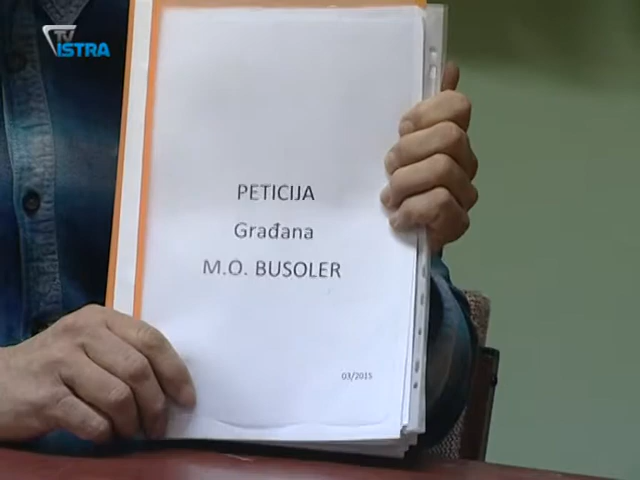 TV
ISTRA
PETICIJA
Građana
M.O. BUSOLER
03/2015